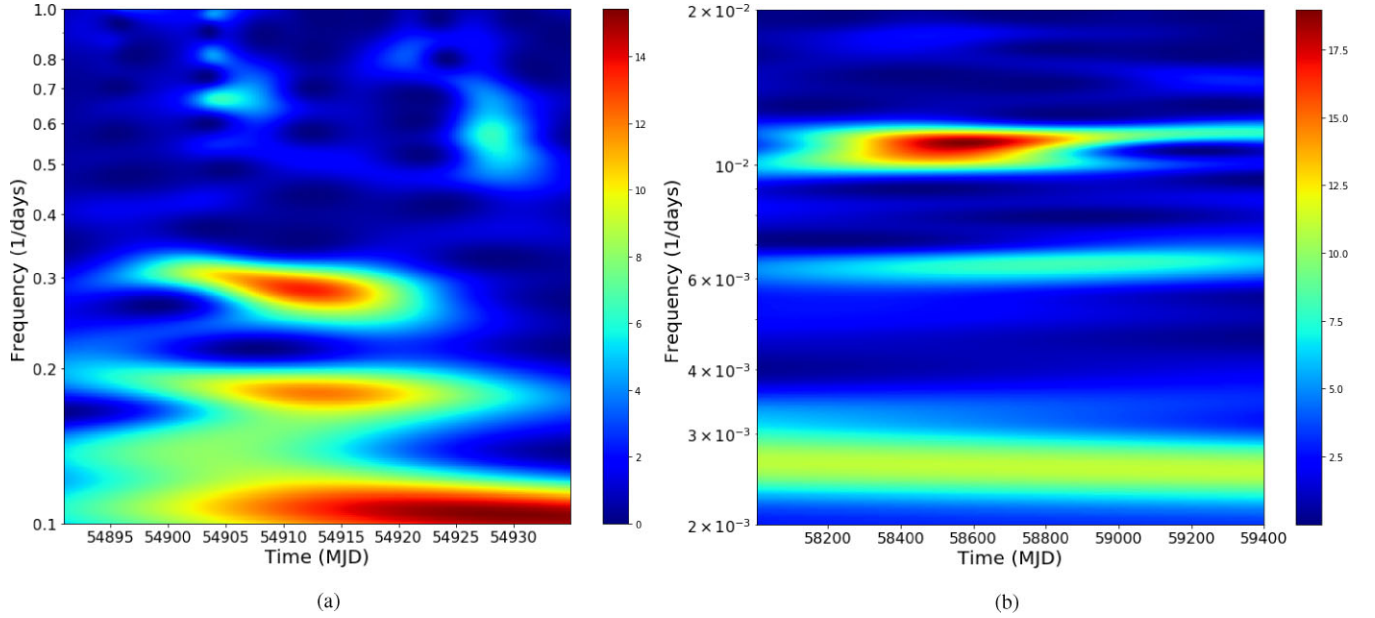 1.0
0.9
0.8
0.7
0.6
0.5
0.4
0.3
0.2
0.1
Frequency (1/days)
54895 54900 54905 54910 54915 54920 54925 54930
Time (MJD)
14
12
10
8
6
4
2
0
(a)
2 × 10⁻²
10⁻²
6 × 10⁻³
4 × 10⁻³
3 × 10⁻³
2 × 10⁻³
Frequency (1/days)
58200 58400 58600 58800 59000 59200 59400
Time (MJD)
17.5
15.0
12.5
10.0
7.5
5.0
2.5
(b)